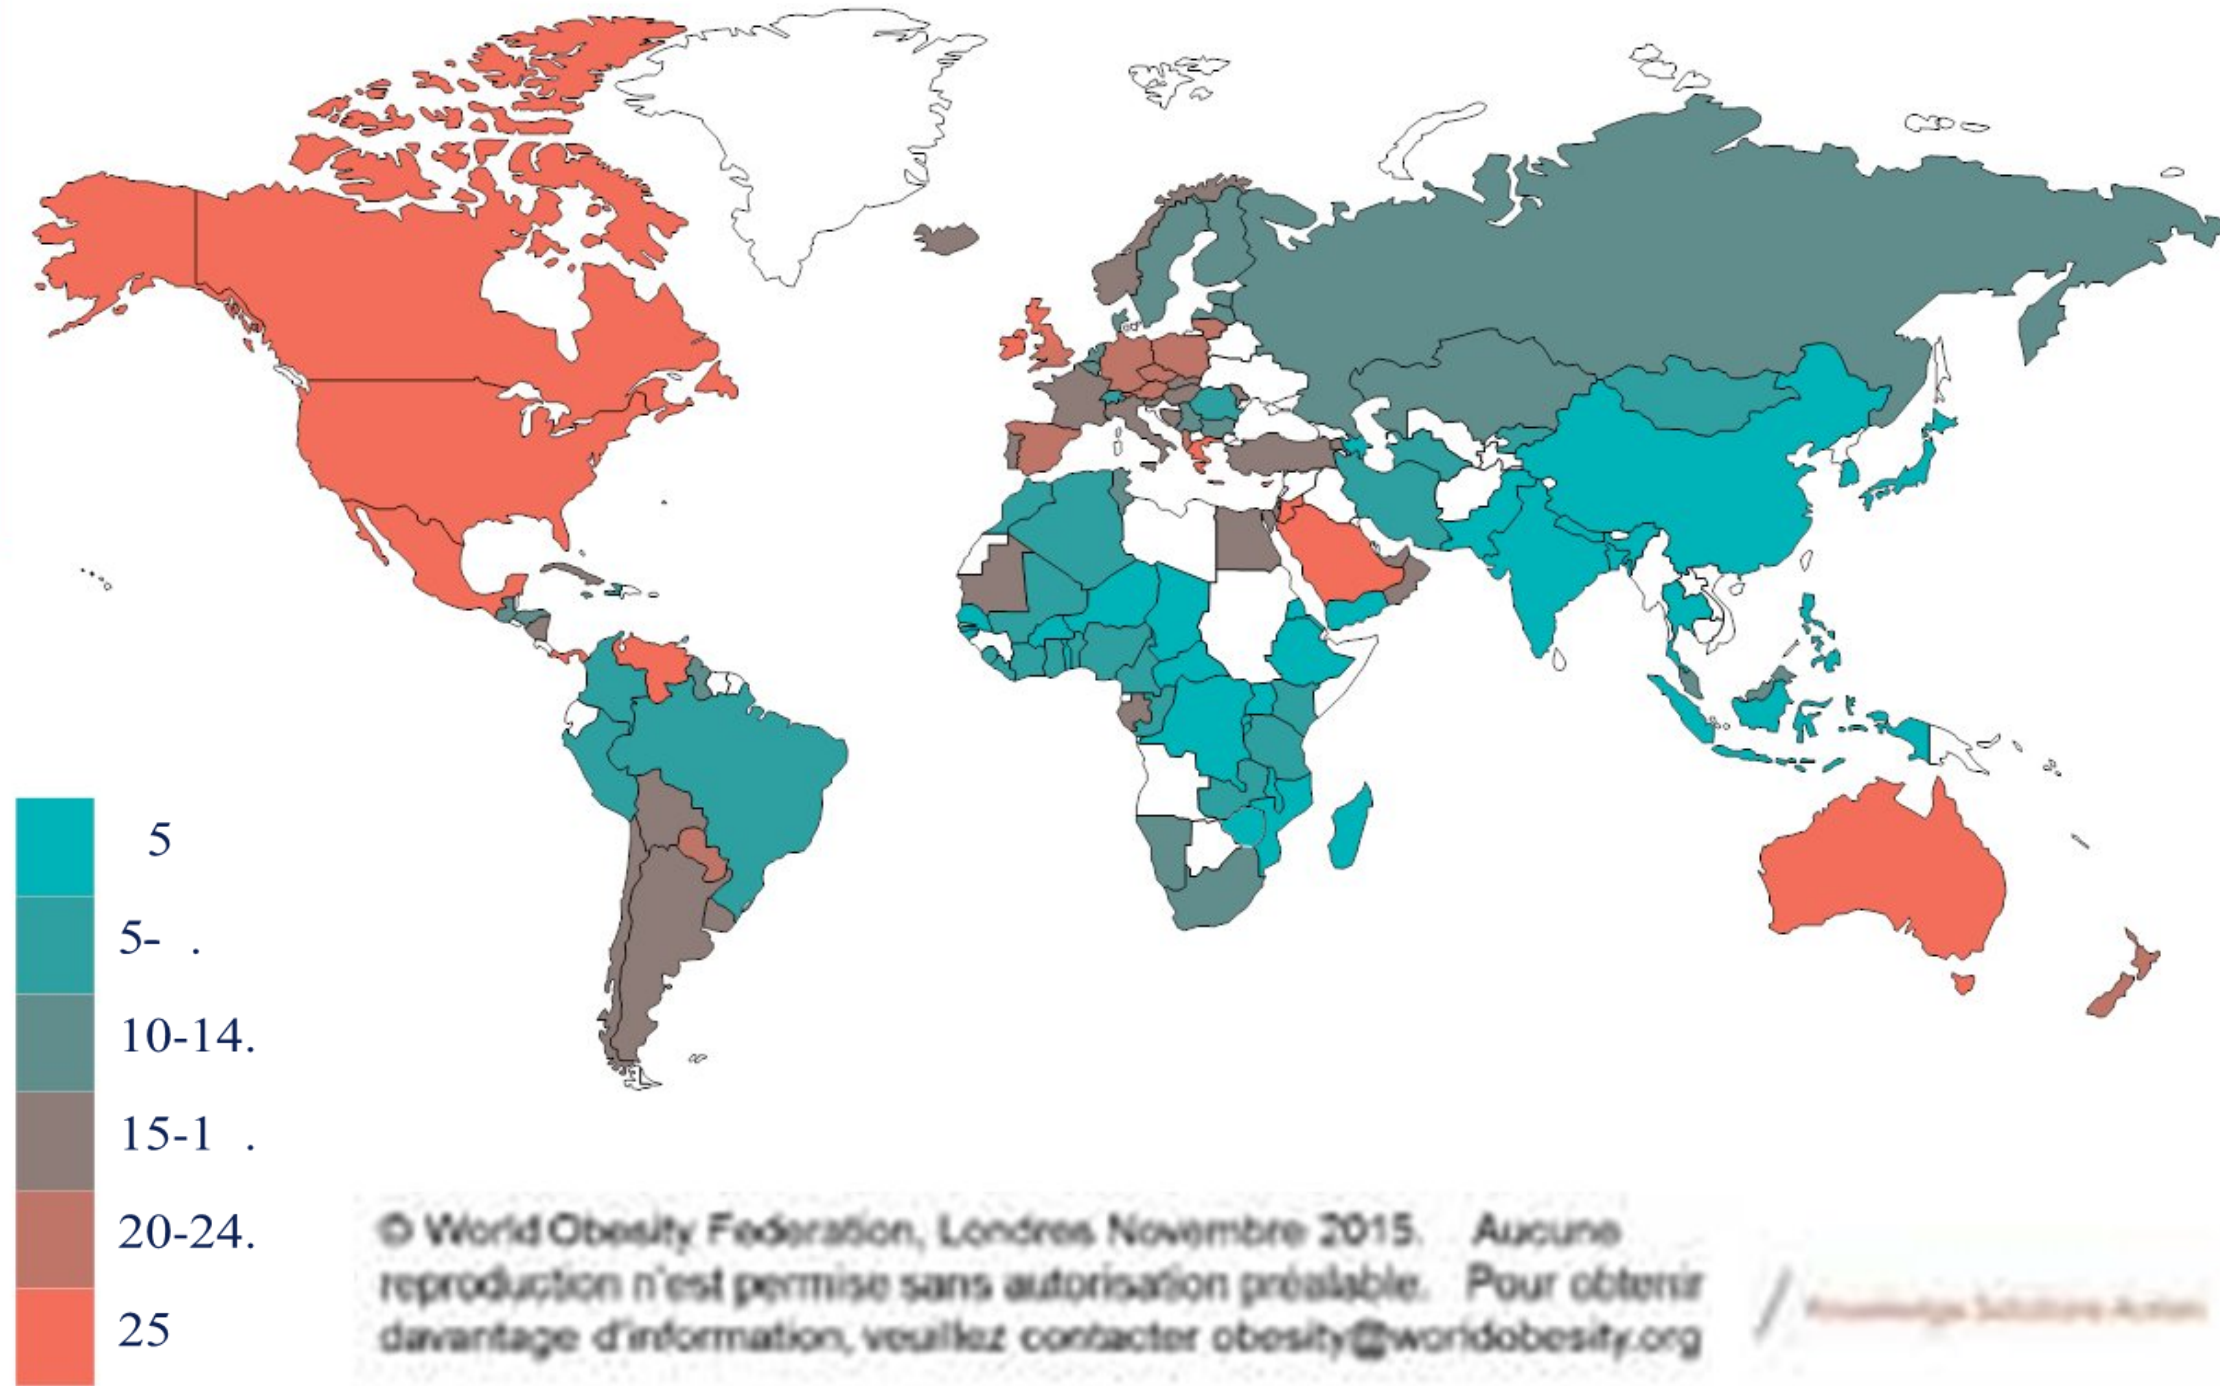 5
5- .
10-14.
15-1 .
20-24.
25
© World Obesity Federation, Londres Novembre 2015. Aucune
reproduction n'est permise sans autorisation préalable. Pour obtenir
davantage d'information, veuillez contacter obesity@worldobesity.org